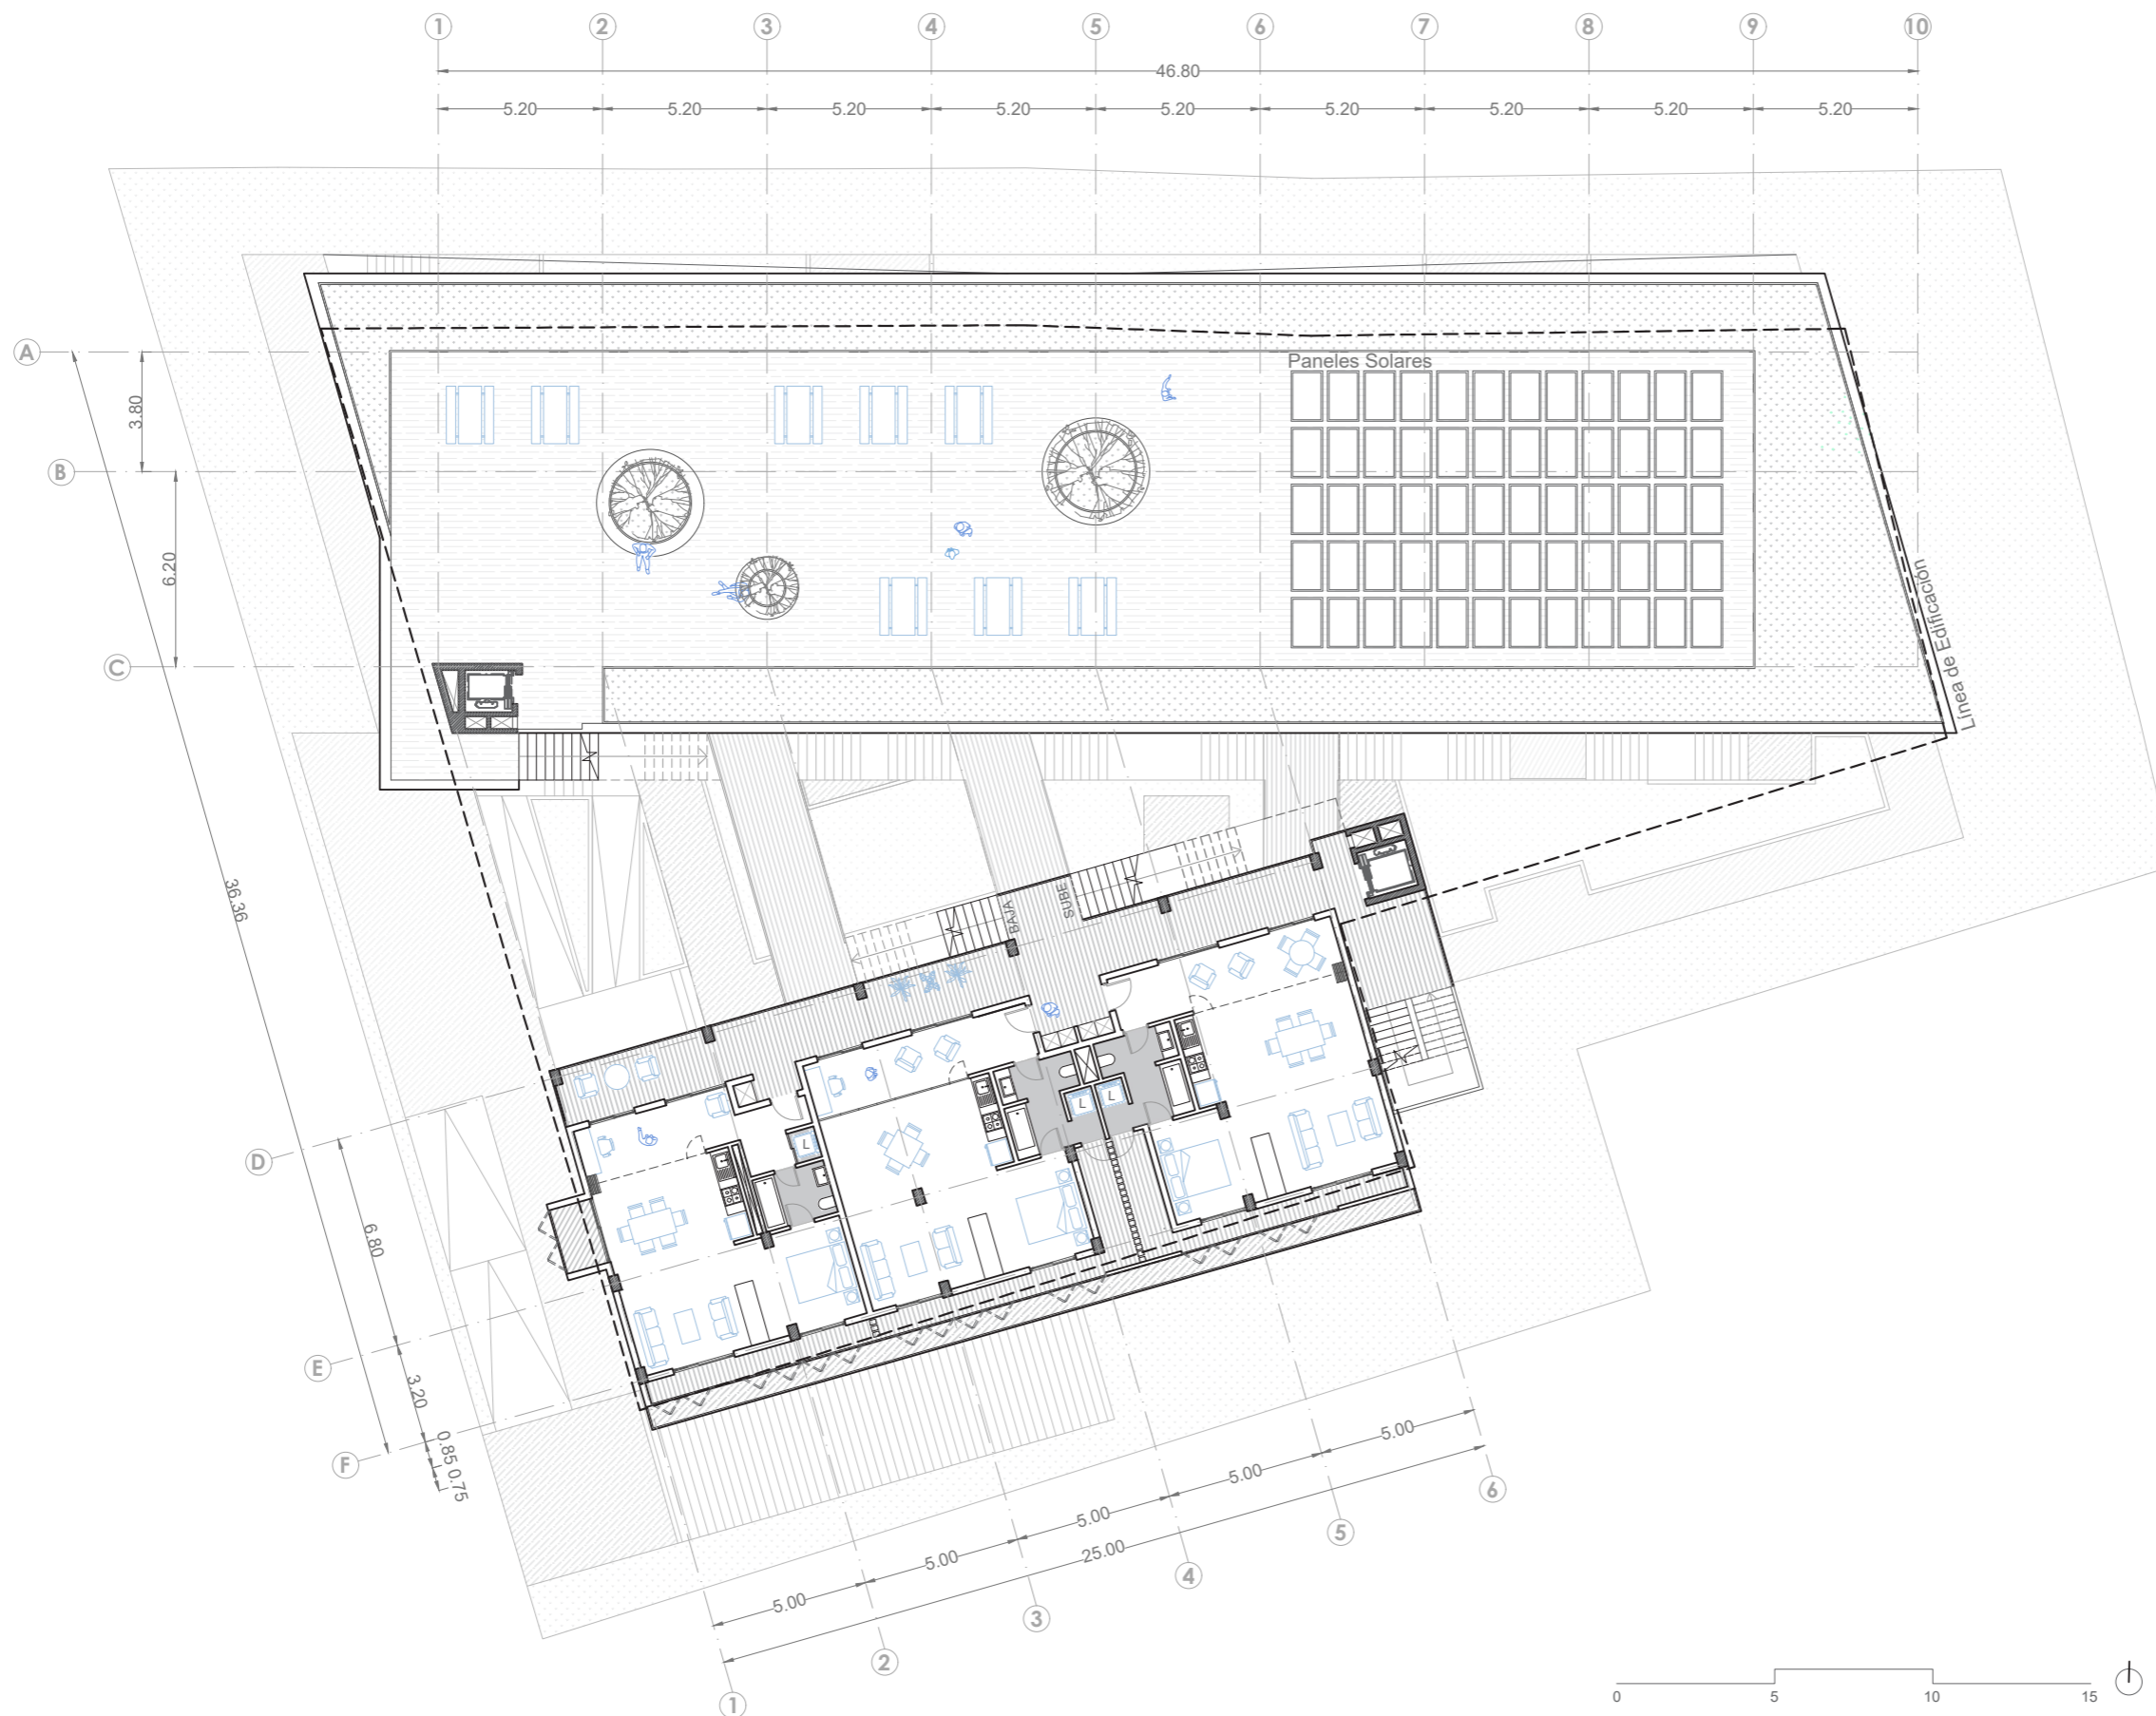 1 2 3 4 5 6 7 8 9 10
46.80
5.20 5.20 5.20 5.20 5.20 5.20 5.20 5.20 5.20
A
Paneles Solares
3.80
B
6.20
Línea de Edificación
C
36.36
BAJA
SUBE
L
L
L
D
6.80
E
3.20
F
0.85 0.75
5.00
5.00
5.00
5.00
5.00
25.00
6
5
4
3
2
1
0 5 10 15